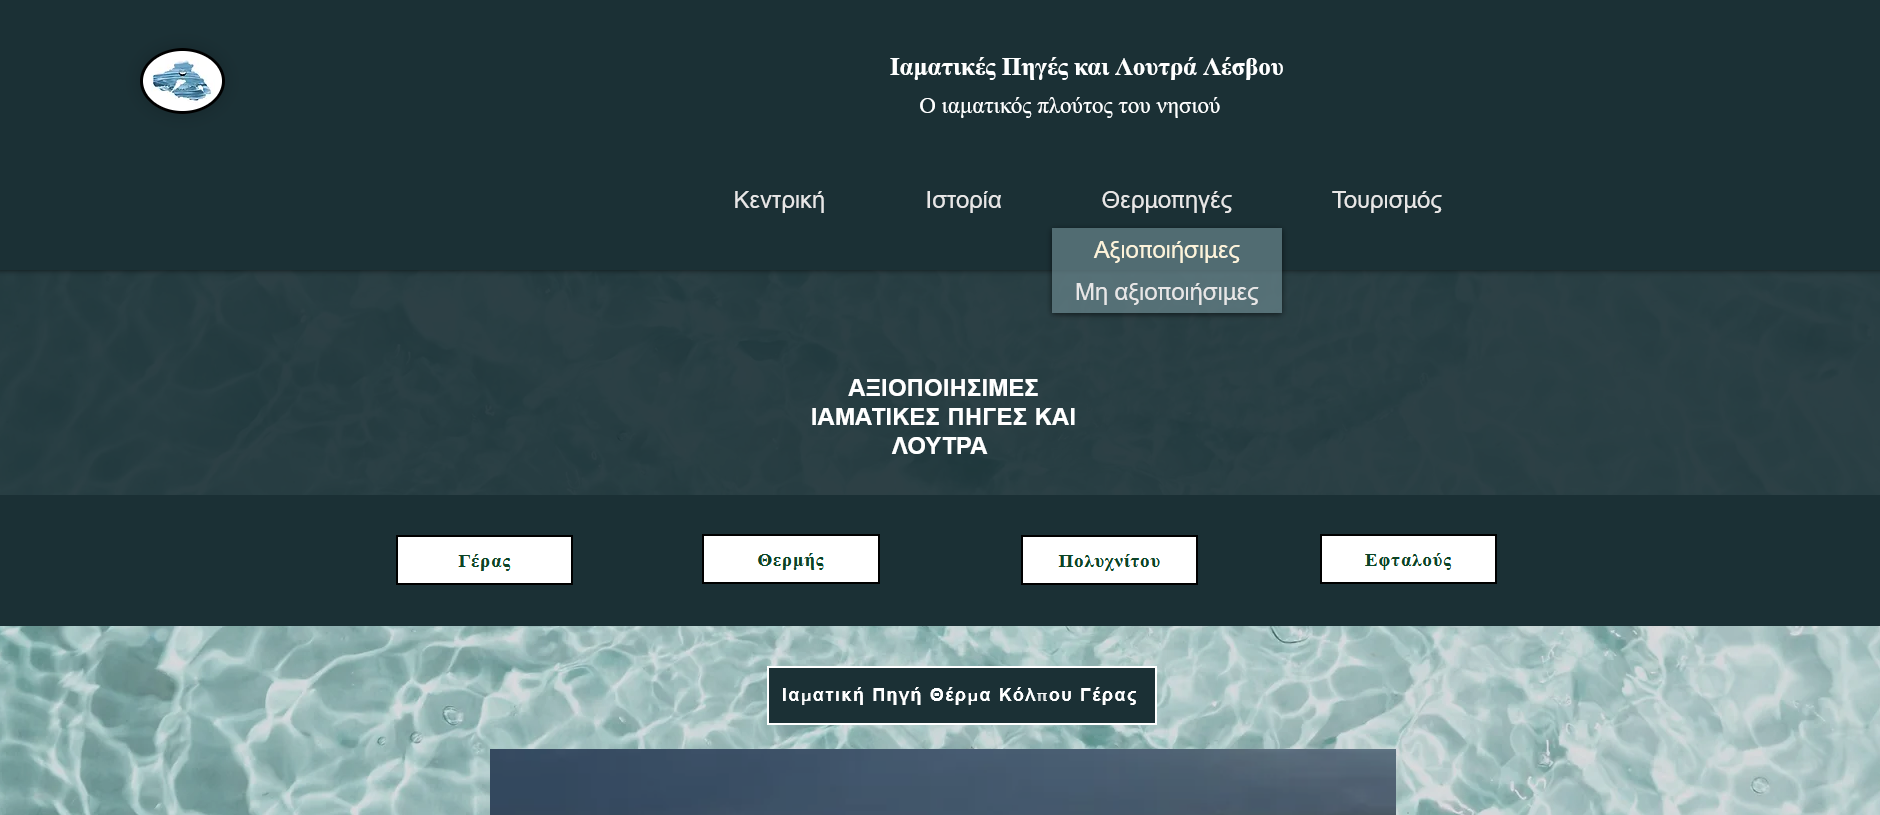 Ιαματικές Πηγές και Λουτρά Λέσβου
Ο ιαματικός πλούτος του νησιού
Κεντρική Ιστορία Θερμοπηγές Τουρισμός
Αξιοποιήσιμες
Μη αξιοποιήσιμες
ΑΞΙΟΠΟΙΗΣΙΜΕΣ
ΙΑΜΑΤΙΚΕΣ ΠΗΓΕΣ ΚΑΙ
ΛΟΥΤΡΑ
Γέρας Θερμής Πολυχνίτου Εφταλούς
Ιαματική Πηγή Θέρμα Κόλπου Γέρας